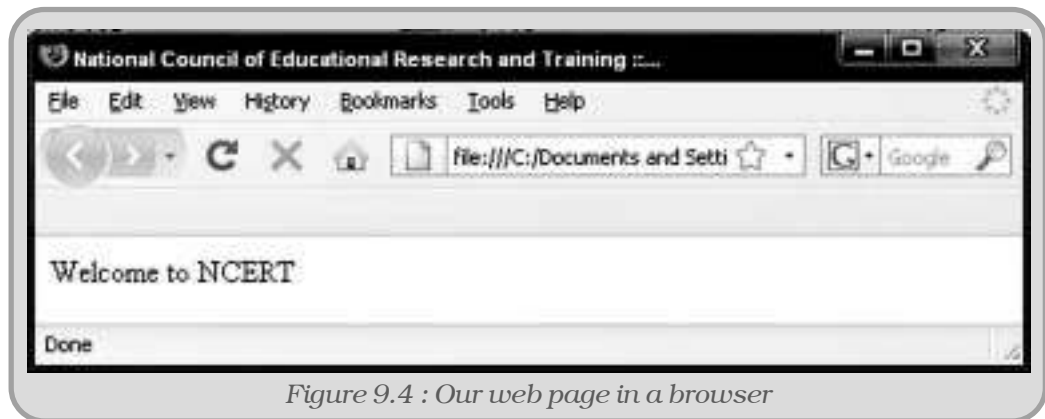 National Council of Educational Research and Training ::...
File Edit View History Bookmarks Tools Help
file:///C:/Documents and Setti Google
Welcome to NCERT
Done
Figure 9.4 : Our web page in a browser